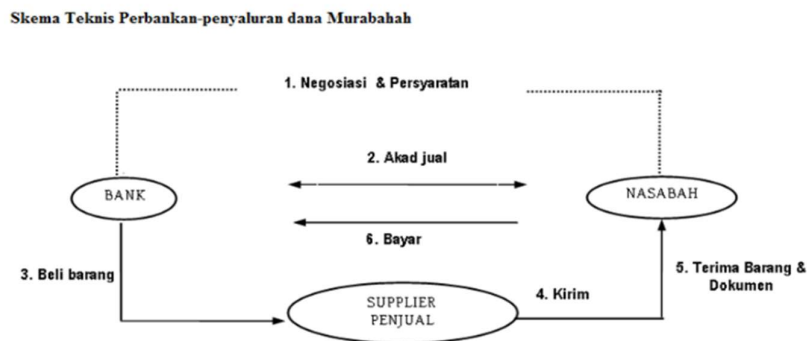 Skema Teknis Perbankan-penyaluran dana Murabahah
1. Negosiasi & Persyaratan
2. Akad jual
BANK
NASABAH
6. Bayar
3. Beli barang
5. Terima Barang &
Dokumen
4. Kirim
SUPPLIER
PENJUAL